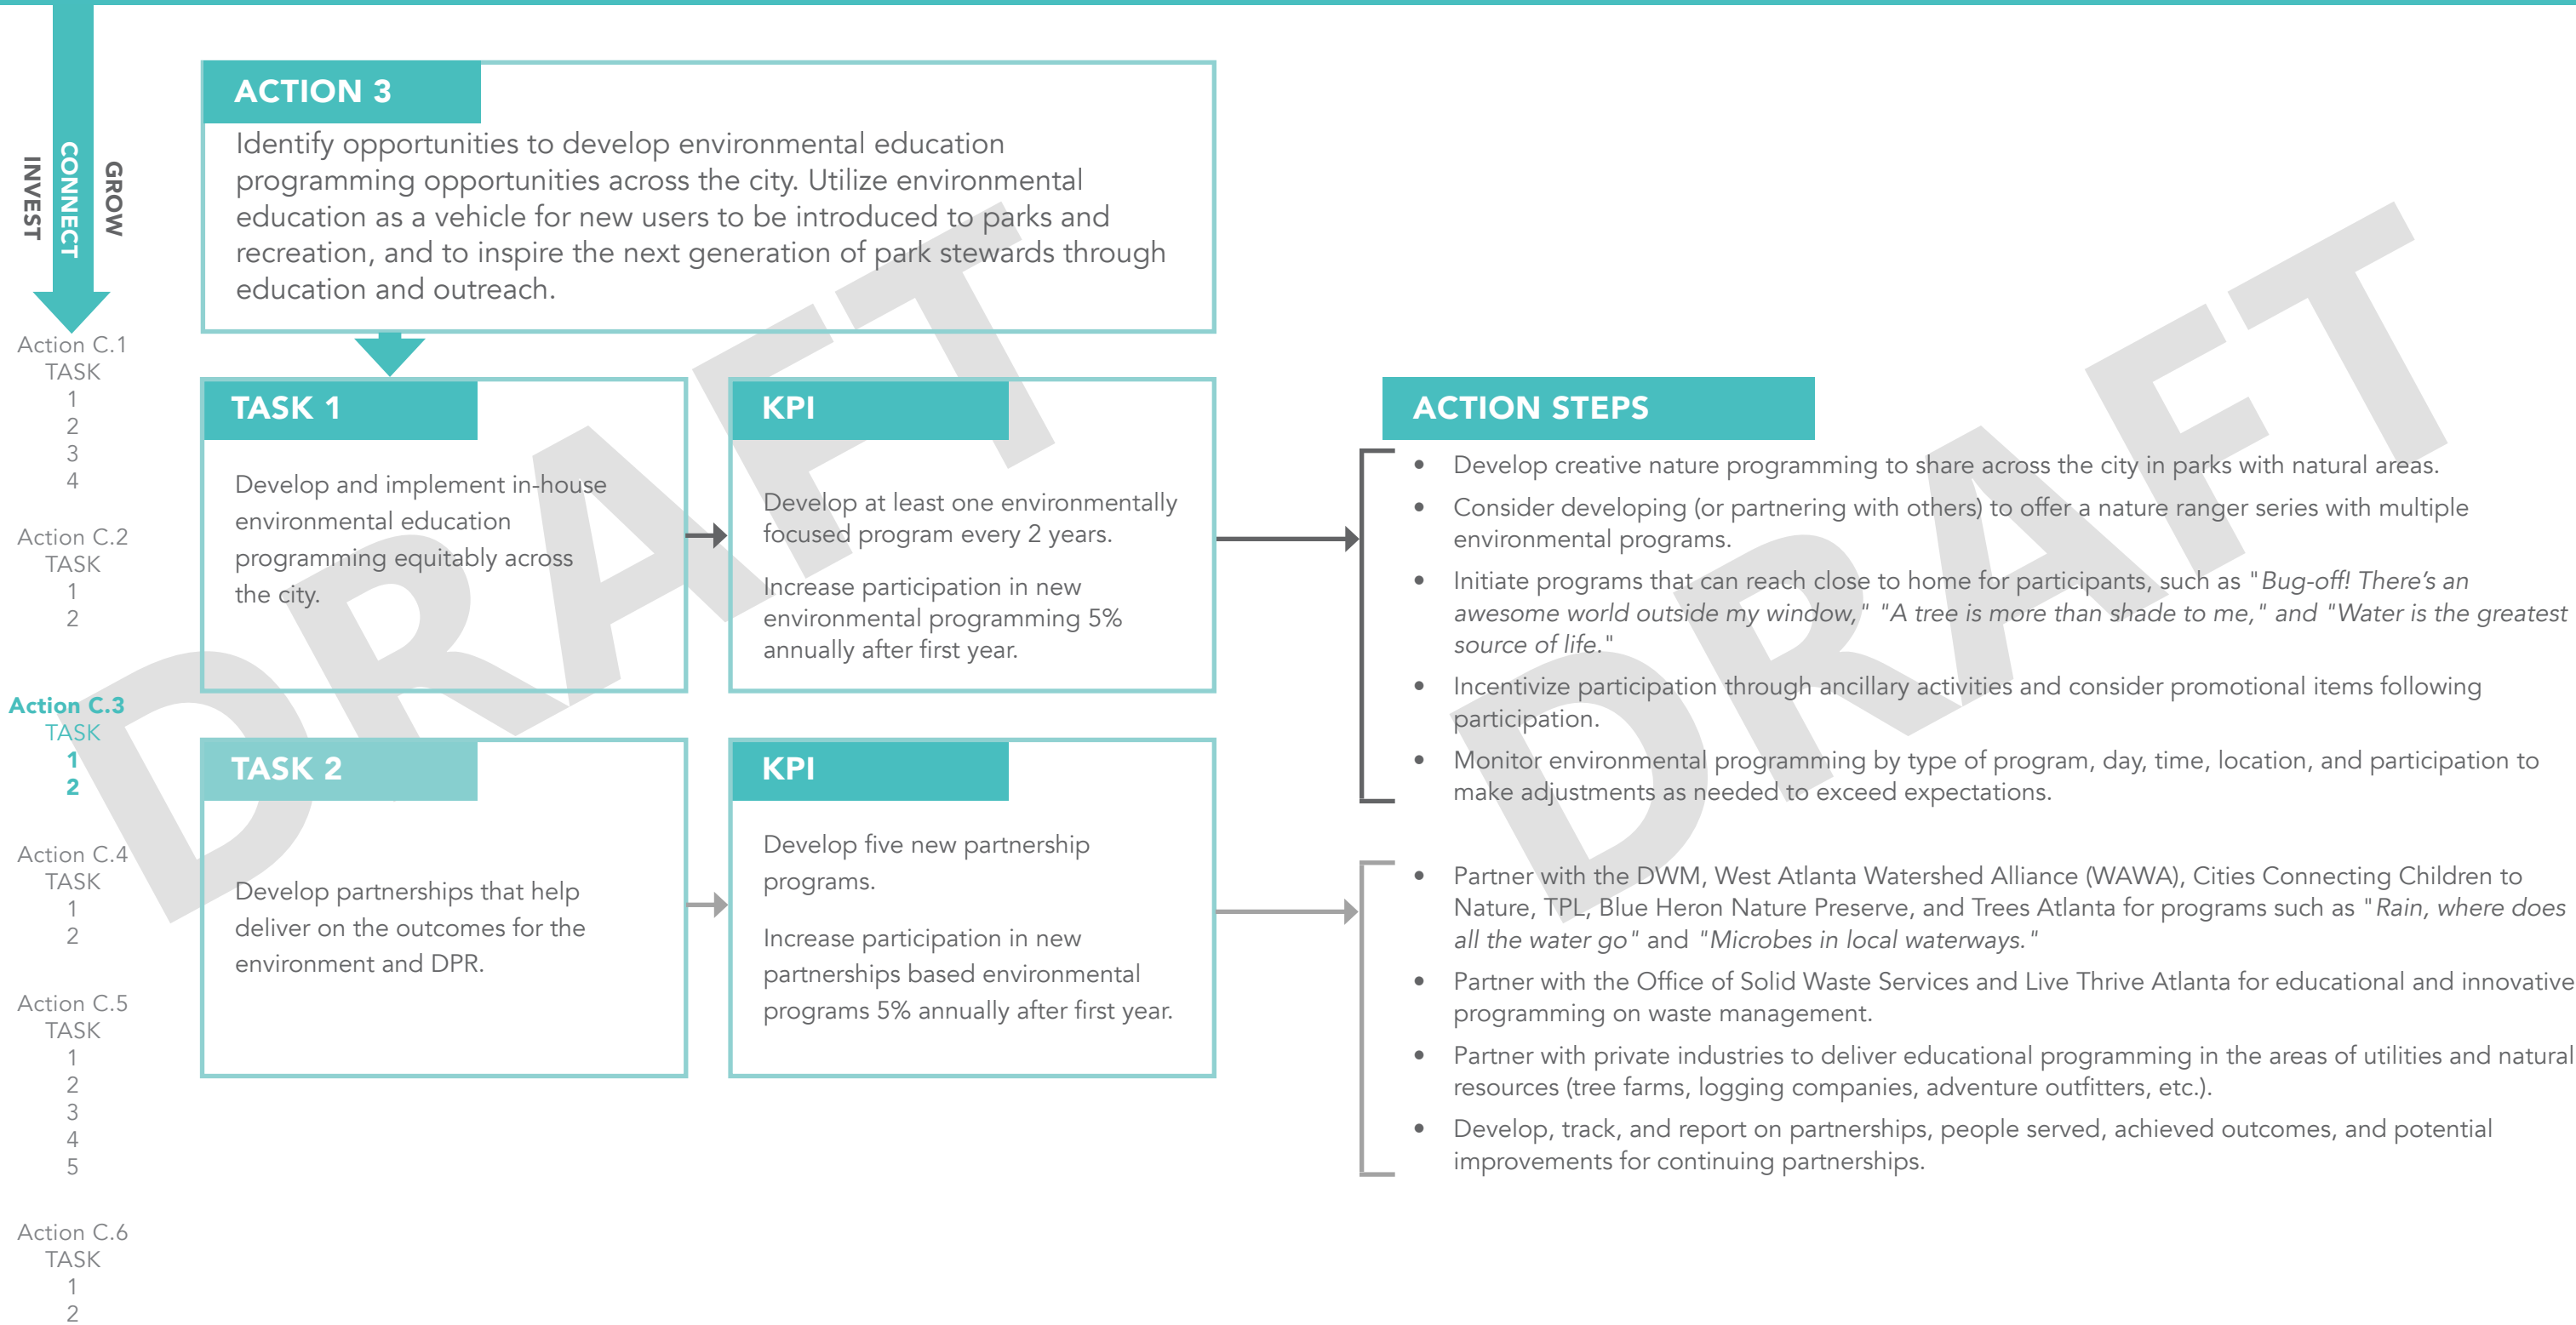 INVEST
CONNECT
GROW
Action C.1
TASK
1
2
3
4
Action C.2
TASK
1
2
Action C.3
TASK
1
2
Action C.4
TASK
1
2
Action C.5
TASK
1
2
3
4
5
Action C.6
TASK
1
2
ACTION 3
Identify opportunities to develop environmental education
programming opportunities across the city. Utilize environmental
education as a vehicle for new users to be introduced to parks and
recreation, and to inspire the next generation of park stewards through
education and outreach.
TASK 1
Develop and implement in-house
environmental education
programming equitably across
the city.
KPI
Develop at least one environmentally
focused program every 2 years.
Increase participation in new
environmental programming 5%
annually after first year.
ACTION STEPS
• Develop creative nature programming to share across the city in parks with natural areas.
• Consider developing (or partnering with others) to offer a nature ranger series with multiple
environmental programs.
• Initiate programs that can reach close to home for participants, such as "Bug-off! There’s an
awesome world outside my window," "A tree is more than shade to me," and "Water is the greatest
source of life."
• Incentivize participation through ancillary activities and consider promotional items following
participation.
• Monitor environmental programming by type of program, day, time, location, and participation to
make adjustments as needed to exceed expectations.
TASK 2
Develop partnerships that help
deliver on the outcomes for the
environment and DPR.
KPI
Develop five new partnership
programs.
Increase participation in new
partnerships based environmental
programs 5% annually after first year.
• Partner with the DWM, West Atlanta Watershed Alliance (WAWA), Cities Connecting Children to
Nature, TPL, Blue Heron Nature Preserve, and Trees Atlanta for programs such as "Rain, where does
all the water go" and "Microbes in local waterways."
• Partner with the Office of Solid Waste Services and Live Thrive Atlanta for educational and innovative
programming on waste management.
• Partner with private industries to deliver educational programming in the areas of utilities and natural
resources (tree farms, logging companies, adventure outfitters, etc.).
• Develop, track, and report on partnerships, people served, achieved outcomes, and potential
improvements for continuing partnerships.
DRAFT
DRAFT